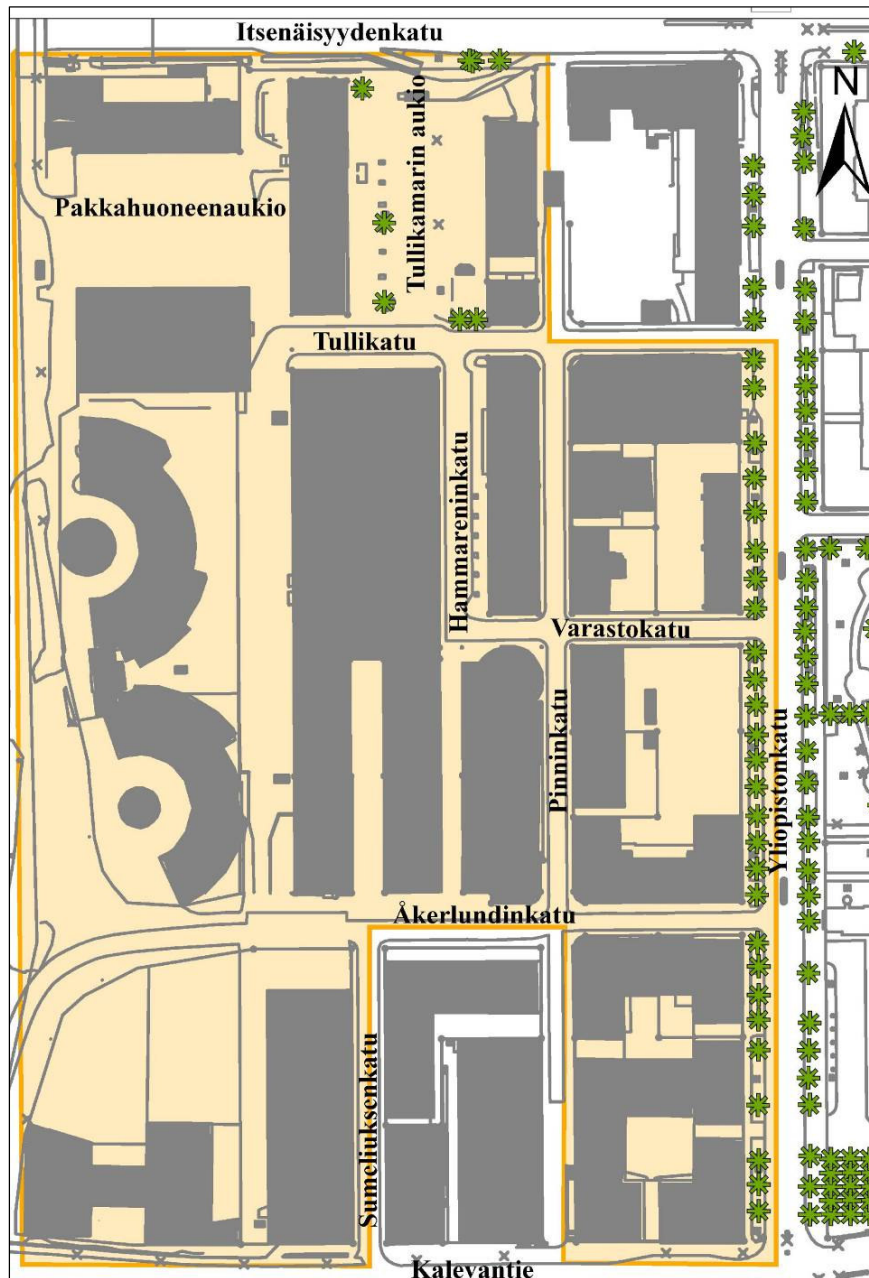 Itsenäisyydenkatu
N
Tullikamarin aukio
Pakkahuoneenaukio
Tullikatu
Hammareninkatu
Varastokatu
Pinninkatu
Yliopistonkatu
Åkerlundinkatu
Sumeliuksenkatu
Kalevantie